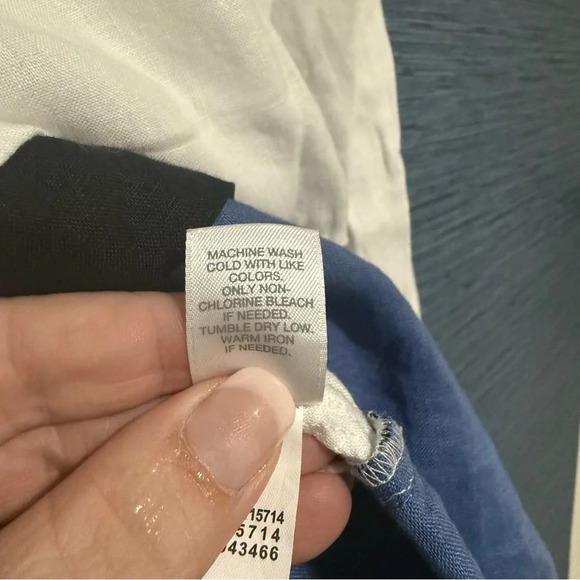 MACHINE WASH
COLD WITH LIKE
COLORS.
ONLY NON-
CHLORINE BLEACH
IF NEEDED.
TUMBLE DRY LOW.
WARM IRON
IF NEEDED.
15714
5714
43466